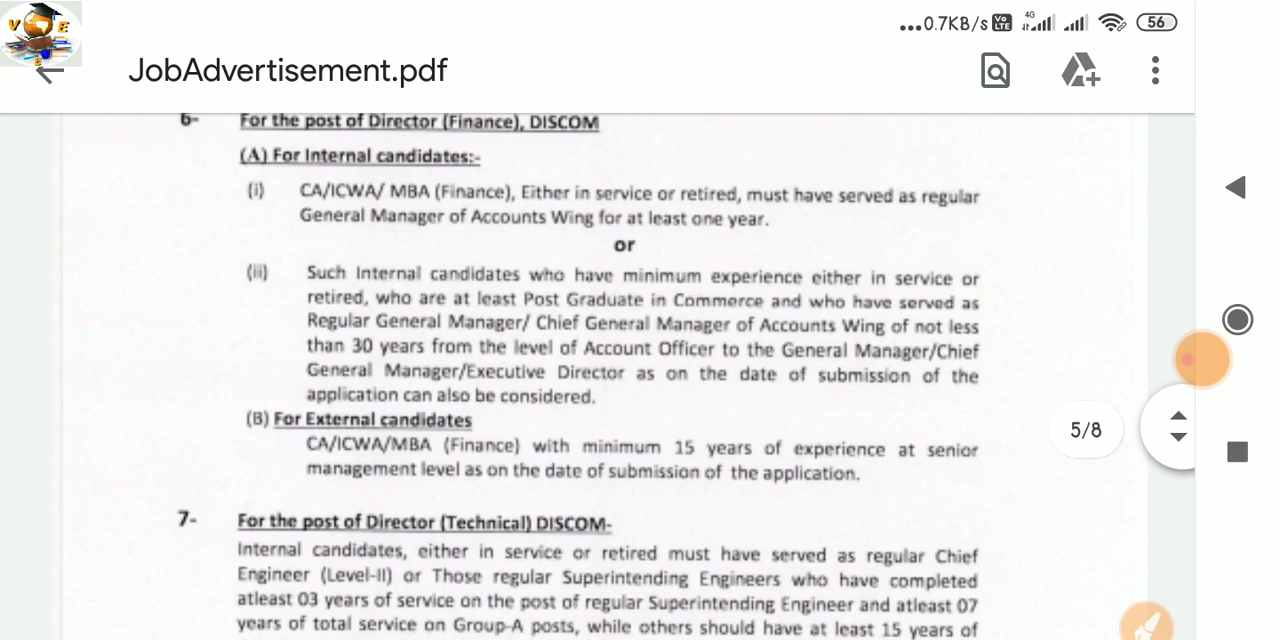 V E
E
...0.7KB/s Vo LTE 4G 56
JobAdvertisement.pdf
6- For the post of Director (Finance), DISCOM
(A) For Internal candidates:-
(i) CA/ICWA/ MBA (Finance), Either in service or retired, must have served as regular
General Manager of Accounts Wing for at least one year.
or
(ii) Such Internal candidates who have minimum experience either in service or
retired, who are at least Post Graduate in Commerce and who have served as
Regular General Manager/ Chief General Manager of Accounts Wing of not less
than 30 years from the level of Account Officer to the General Manager/Chief
General Manager/Executive Director as on the date of submission of the
application can also be considered.
(B) For External candidates
CA/ICWA/MBA (Finance) with minimum 15 years of experience at senior
management level as on the date of submission of the application.
5/8
7- For the post of Director (Technical) DISCOM-
Internal candidates, either in service or retired must have served as regular Chief
Engineer (Level-II) or Those regular Superintending Engineers who have completed
atleast 03 years of service on the post of regular Superintending Engineer and atleast 07
years of total service on Group-A posts, while others should have at least 15 years of